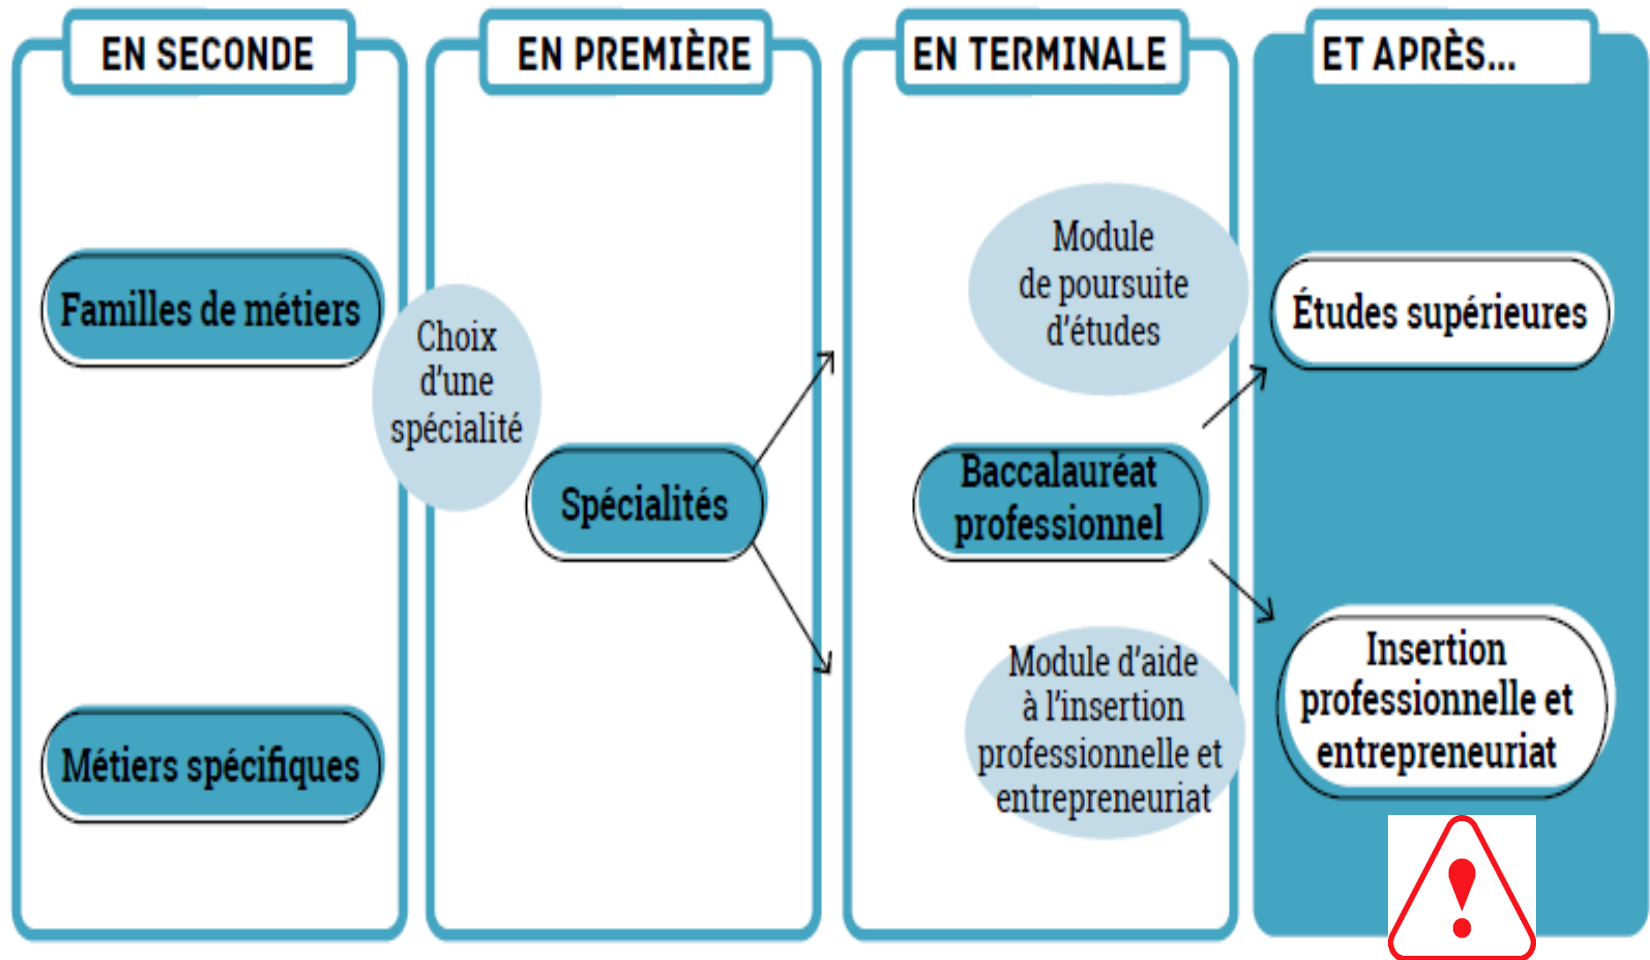 EN SECONDE
EN PREMIÈRE
EN TERMINALE
ET APRÈS...
Familles de métiers
Métiers spécifiques
Choix
d'une
spécialité
Spécialités
Module
de poursuite
d'études
Baccalauréat
professionnel
Module d'aide
à l'insertion
professionnelle et
entrepreneuriat
Études supérieures
Insertion
professionnelle et
entrepreneuriat
!